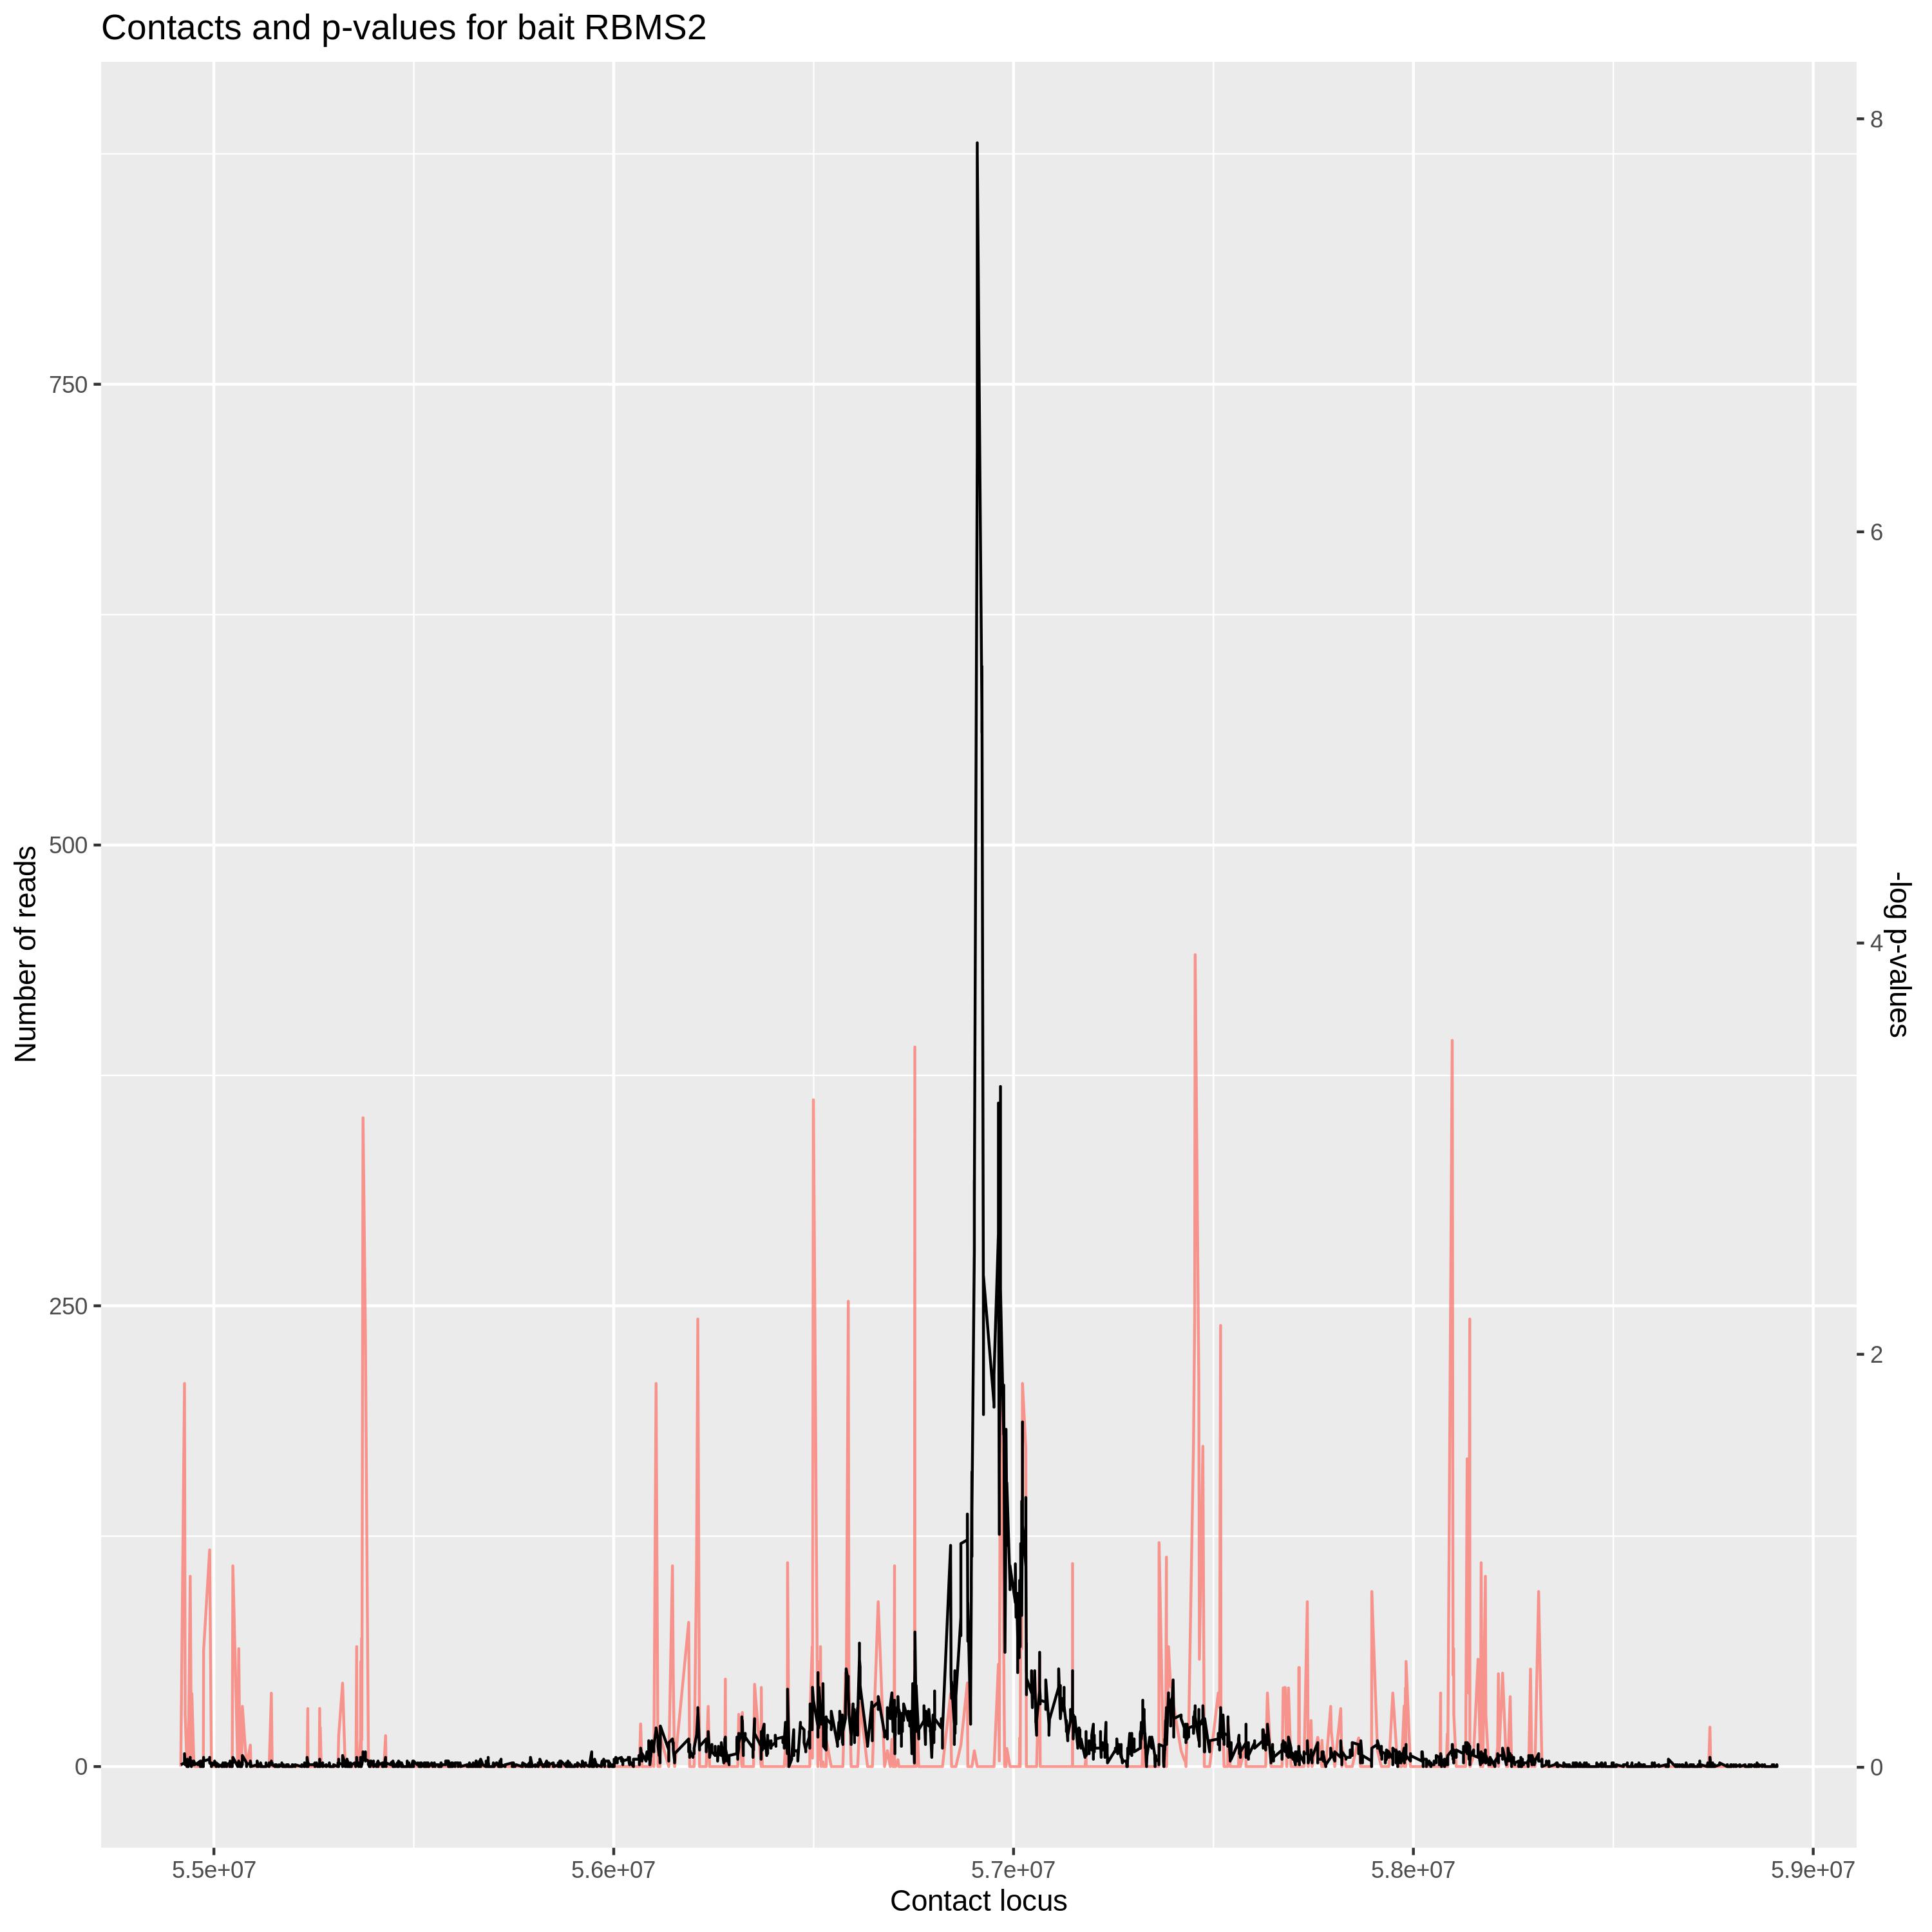 Contacts and p-values for bait RBMS2
Number of reads
750
500
250
0
8
6
4
2
0
-log p-values
5.5e+07
5.6e+07
5.7e+07
5.8e+07
5.9e+07
Contact locus